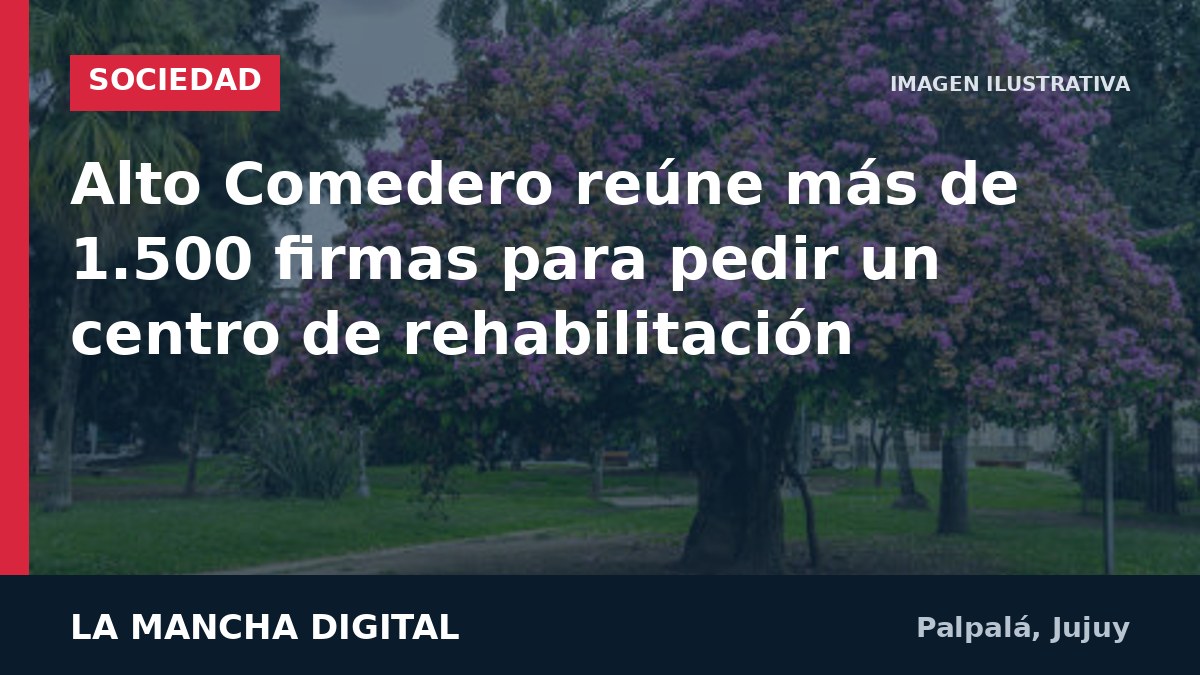 SOCIEDAD
IMAGEN ILUSTRATIVA
Alto Comedero reúne más de
1.500 firmas para pedir un
centro de rehabilitación
LA MANCHA DIGITAL
Palpalá, Jujuy